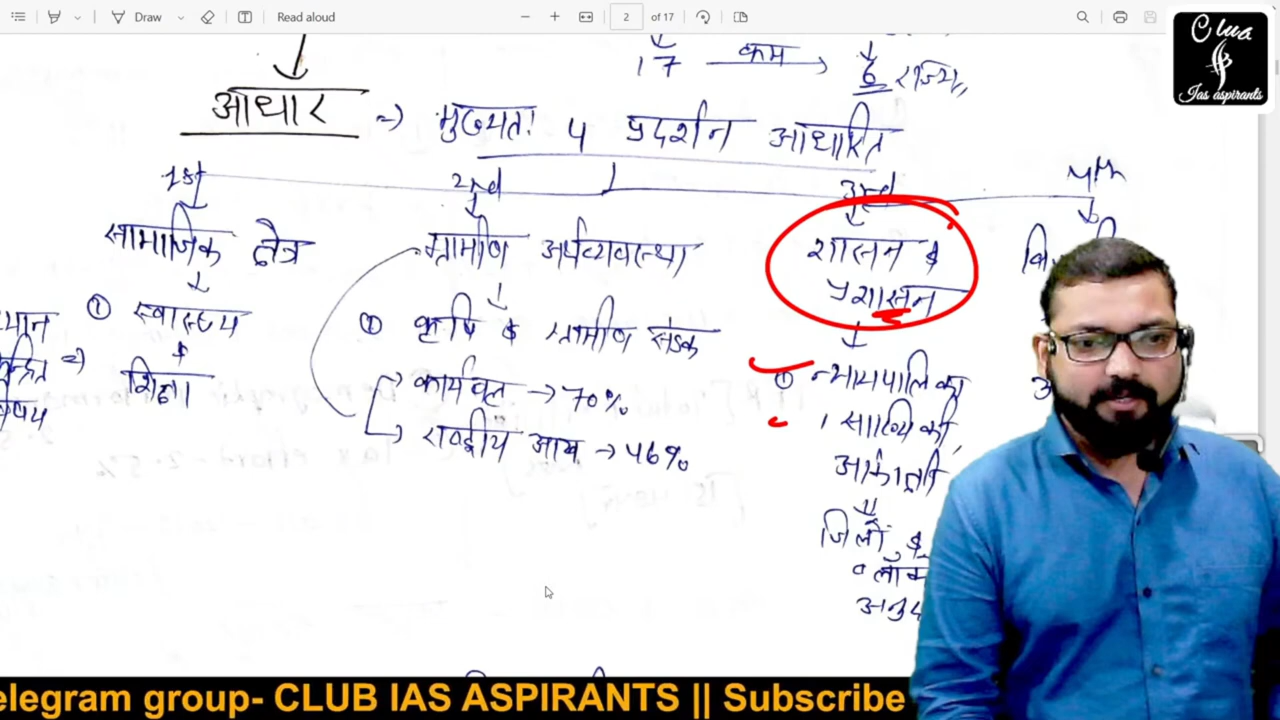 Draw
Read aloud
2 of 17
Club
Ias aspirants
17 कम 6 राज्य,
आधार => मुख्यतः 4 प्रदर्शन आधारित
1st 2nd 3rd 4th
सामाजिक क्षेत्र
ग्रामीण अर्थव्यवस्था
शासन &
प्रशासन
① स्वास्थ्य
&
शिक्षा
① कृषि & ग्रामीण सड़क
कार्यबल → 70%
राष्ट्रीय आय → 46%
① न्यायपालिका
, सांख्यिकी,
आकांक्षी
जिलों &
ब्लॉक
elegram group- CLUB IAS ASPIRANTS || Subscribe